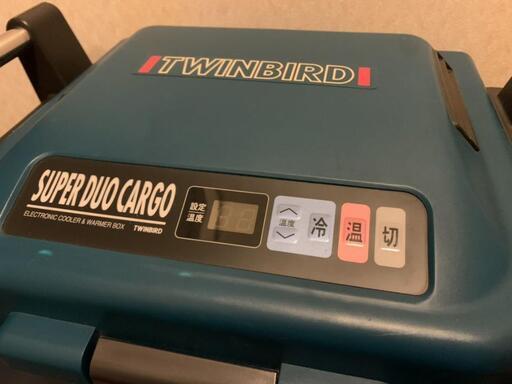 TWINBIRD
SUPER DUO CARGO
ELECTRONIC COOLER & WARMER BOX
TWINBIRD
設定
温度
温度
冷
温
切